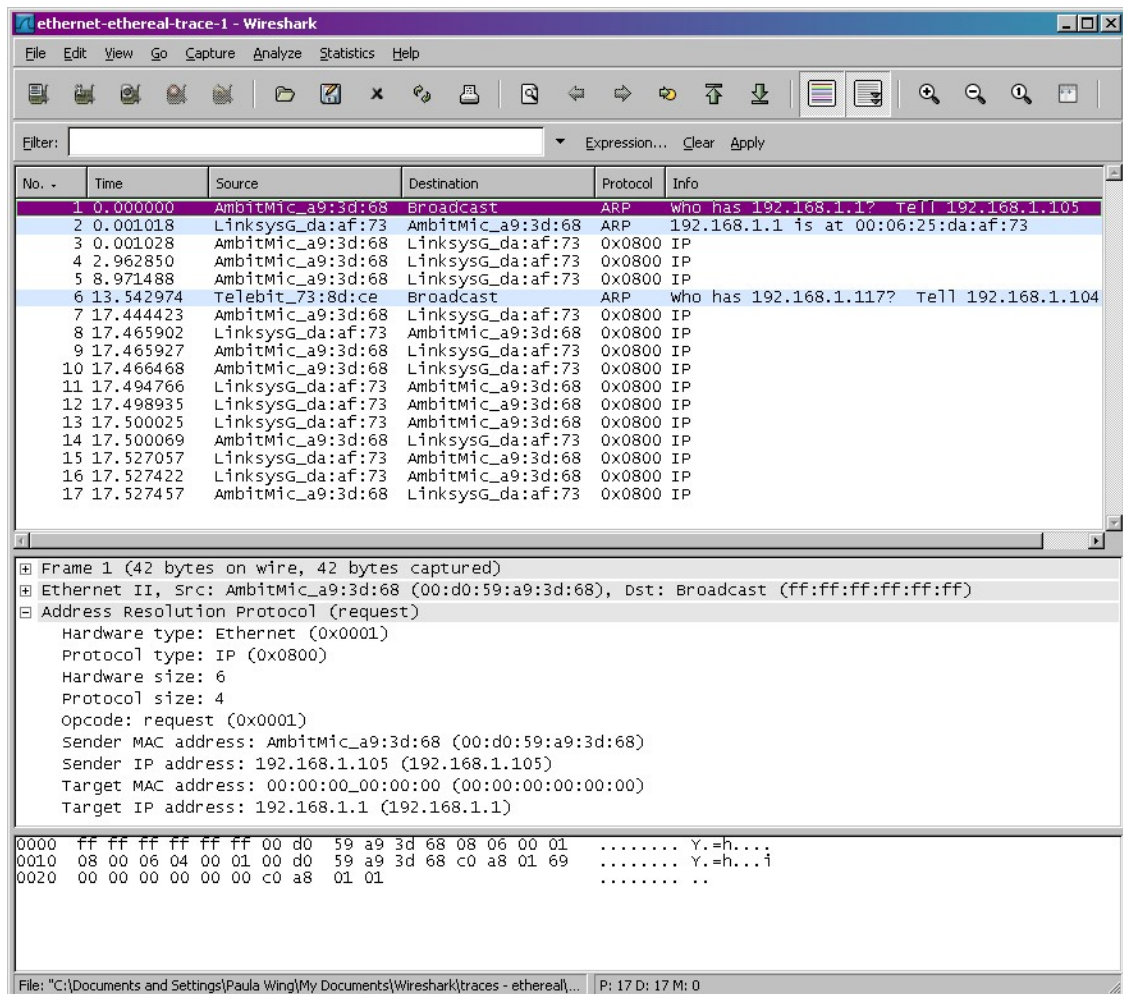 ethernet-ethereal-trace-1 - Wireshark
File Edit View Go Capture Analyze Statistics Help
Filter: Expression... Clear Apply
No. Time Source Destination Protocol Info
1 0.000000 AmbitMic_a9:3d:68 Broadcast ARP who has 192.168.1.1? Tell 192.168.1.105
2 0.001018 LinksysG_da:af:73 AmbitMic_a9:3d:68 ARP 192.168.1.1 is at 00:06:25:da:af:73
3 0.001028 AmbitMic_a9:3d:68 LinksysG_da:af:73 0x0800 IP
4 2.962850 AmbitMic_a9:3d:68 LinksysG_da:af:73 0x0800 IP
5 8.971488 AmbitMic_a9:3d:68 LinksysG_da:af:73 0x0800 IP
6 13.542974 Telebit_73:8d:ce Broadcast ARP who has 192.168.1.117? Tell 192.168.1.104
7 17.444423 AmbitMic_a9:3d:68 LinksysG_da:af:73 0x0800 IP
8 17.465902 LinksysG_da:af:73 AmbitMic_a9:3d:68 0x0800 IP
9 17.465927 AmbitMic_a9:3d:68 LinksysG_da:af:73 0x0800 IP
10 17.466468 AmbitMic_a9:3d:68 LinksysG_da:af:73 0x0800 IP
11 17.494766 LinksysG_da:af:73 AmbitMic_a9:3d:68 0x0800 IP
12 17.498935 LinksysG_da:af:73 AmbitMic_a9:3d:68 0x0800 IP
13 17.500025 LinksysG_da:af:73 AmbitMic_a9:3d:68 0x0800 IP
14 17.500069 AmbitMic_a9:3d:68 LinksysG_da:af:73 0x0800 IP
15 17.527057 LinksysG_da:af:73 AmbitMic_a9:3d:68 0x0800 IP
16 17.527422 LinksysG_da:af:73 AmbitMic_a9:3d:68 0x0800 IP
17 17.527457 AmbitMic_a9:3d:68 LinksysG_da:af:73 0x0800 IP
Frame 1 (42 bytes on wire, 42 bytes captured)
Ethernet II, Src: AmbitMic_a9:3d:68 (00:d0:59:a9:3d:68), Dst: Broadcast (ff:ff:ff:ff:ff:ff)
Address Resolution Protocol (request)
Hardware type: Ethernet (0x0001)
Protocol type: IP (0x0800)
Hardware size: 6
Protocol size: 4
Opcode: request (0x0001)
Sender MAC address: AmbitMic_a9:3d:68 (00:d0:59:a9:3d:68)
Sender IP address: 192.168.1.105 (192.168.1.105)
Target MAC address: 00:00:00_00:00:00 (00:00:00:00:00:00)
Target IP address: 192.168.1.1 (192.168.1.1)
0000 ff ff ff ff ff ff 00 d0 59 a9 3d 68 08 06 00 01 ........ Y.=h....
0010 08 00 06 04 00 01 00 d0 59 a9 3d 68 c0 a8 01 69 ........ Y.=h...i
0020 00 00 00 00 00 00 c0 a8 01 01 ........ ..
File: "C:\Documents and Settings\Paula Wing\My Documents\Wireshark\traces - ethereal\... P: 17 D: 17 M: 0